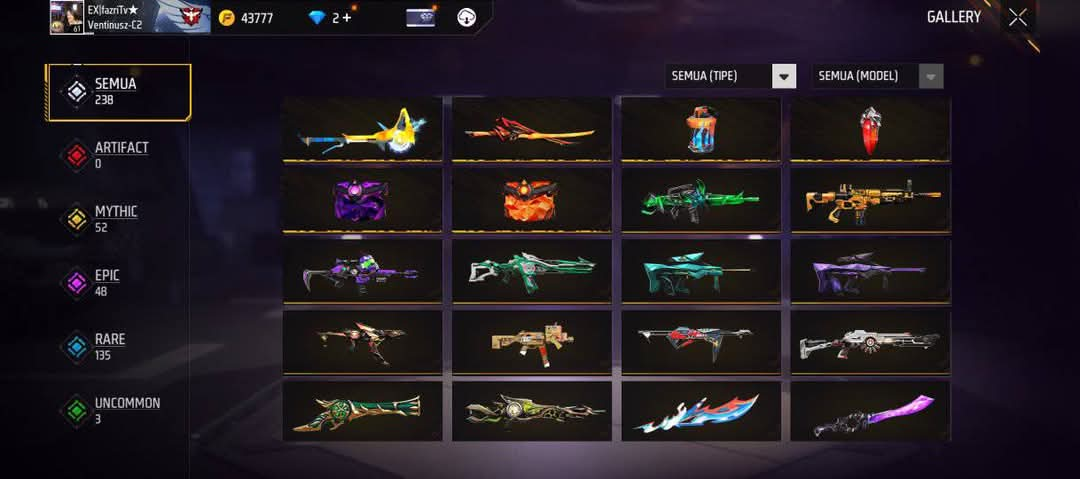 EX|fazriTv★
Ventinusz-C2
61
43777
2+
GALLERY
SEMUA
238
SEMUA (TIPE)
SEMUA (MODEL)
ARTIFACT
0
MYTHIC
52
EPIC
48
RARE
135
UNCOMMON
3